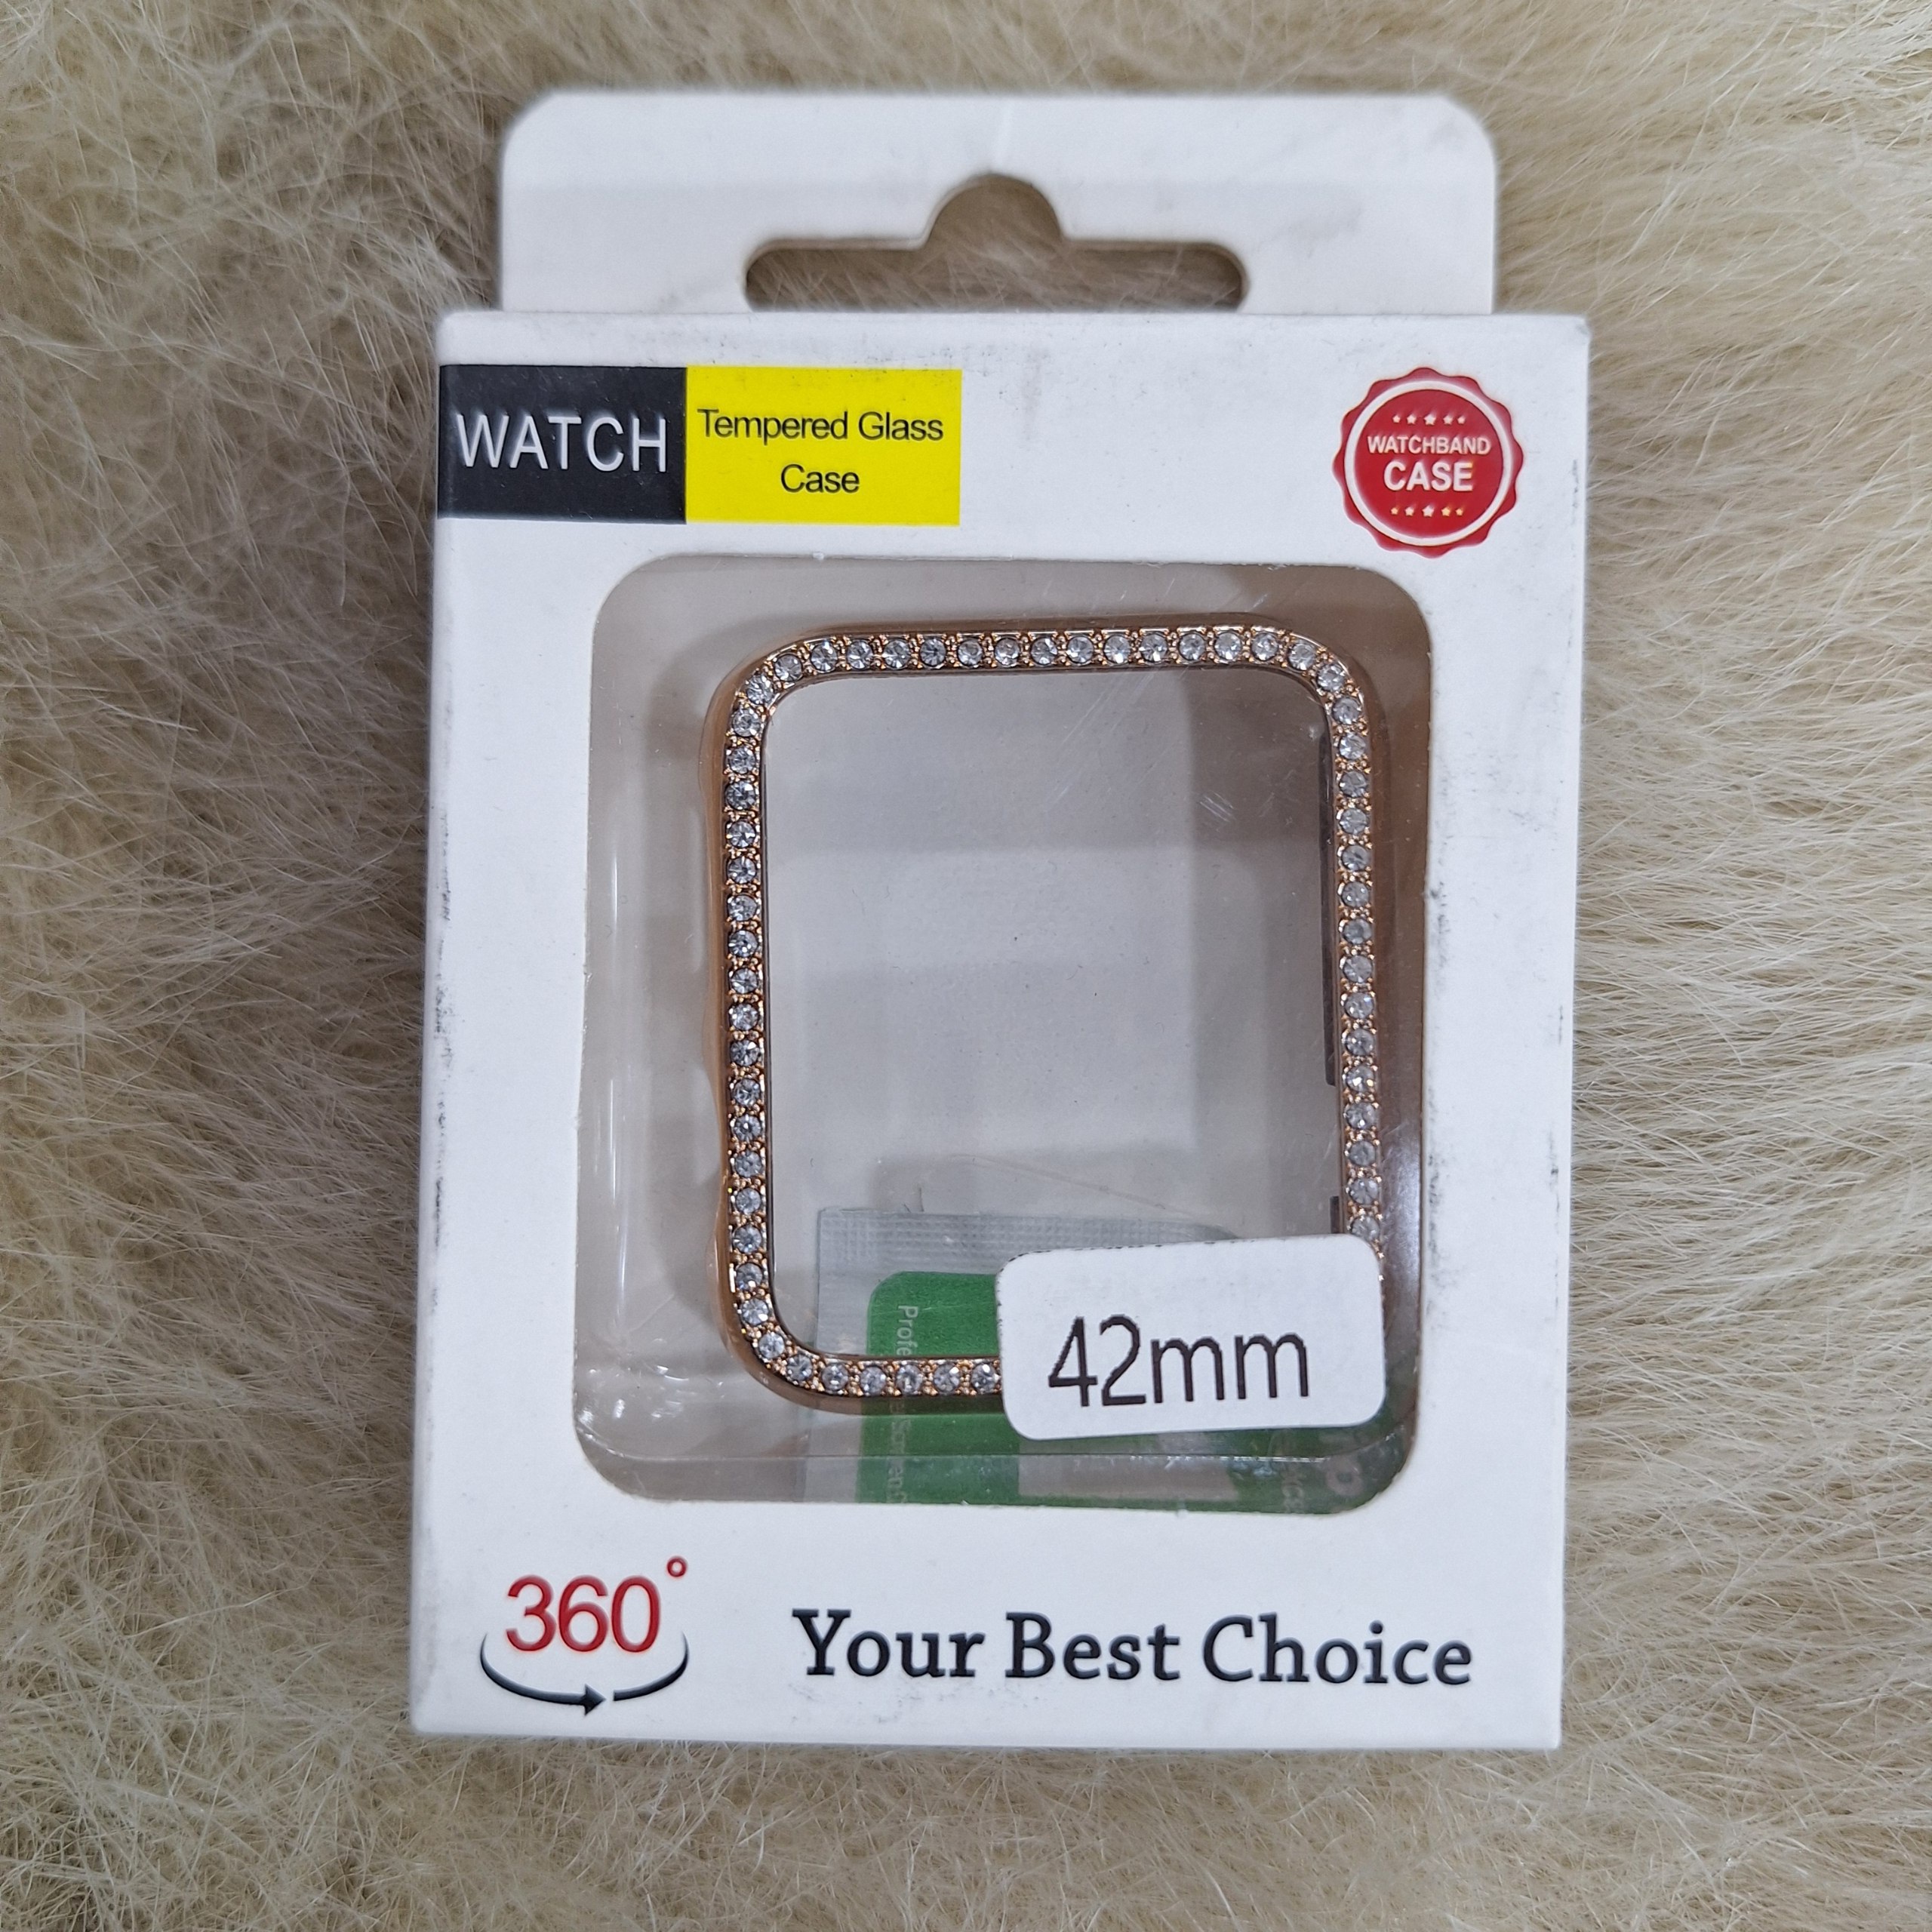 WATCH
Tempered Glass
Case
WATCHBAND
CASE
42mm
360°
Your Best Choice